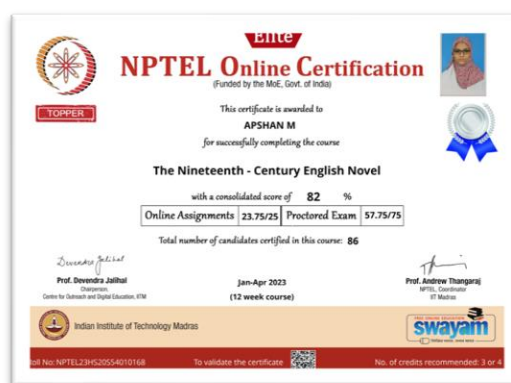 Elite
NPTEL Online Certification
(Funded by the MoE, Govt. of India)
TOPPER
This certificate is awarded to
APSHAN M
for successfully completing the course
The Nineteenth - Century English Novel
with a consolidated score of 82 %
Online Assignments 23.75/25 Proctored Exam 57.75/75
Total number of candidates certified in this course: 86
Devendra Jalihal
Prof. Devendra Jalihal
Chairperson,
Centre for Outreach and Digital Education, IITM
Jan-Apr 2023
(12 week course)
Prof. Andrew Thangaraj
NPTEL, Coordinator
IIT Madras
Indian Institute of Technology Madras
FREE ONLINE EDUCATION
swayam
oll No: NPTEL23HS20S54010168 To validate the certificate No. of credits recommended: 3 or 4